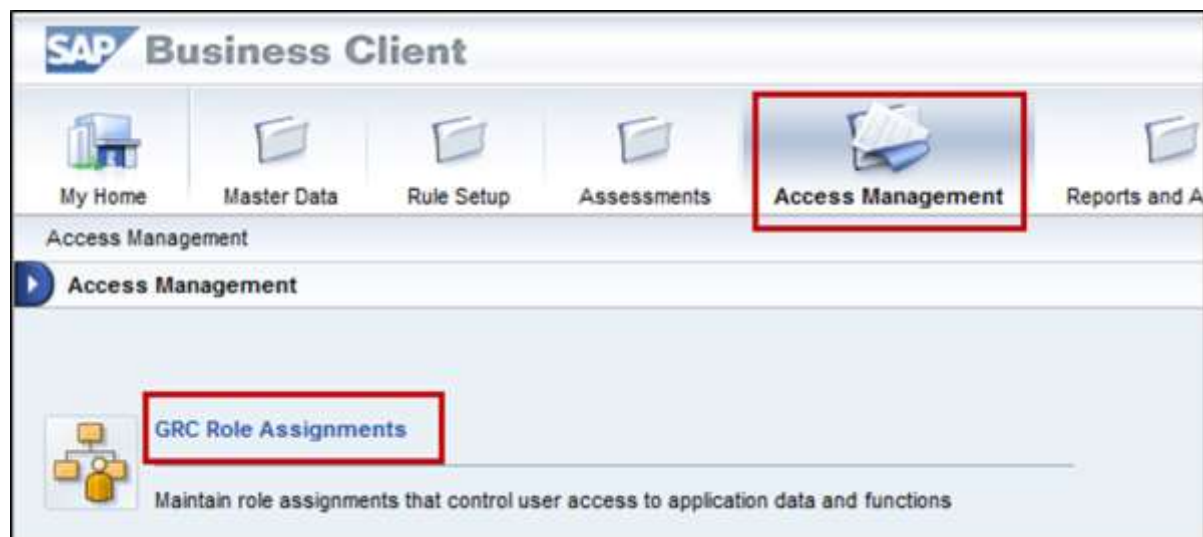 SAP Business Client
My Home Master Data Rule Setup Assessments Access Management Reports and A
Access Management
Access Management
GRC Role Assignments
Maintain role assignments that control user access to application data and functions